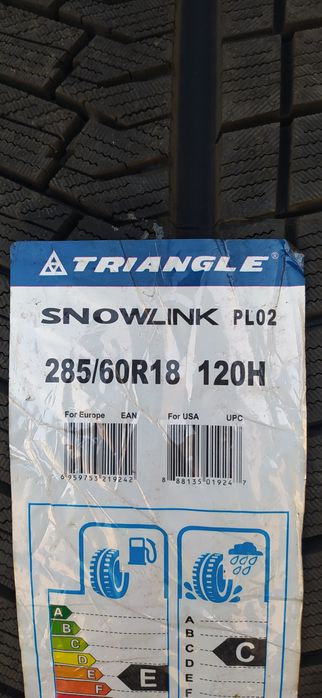 TRIANGLE
SNOWLINK PL02
285/60R18 120H
For Europe EAN For USA UPC
6 959753 219242 8 88135 01924 7
A
B
C
D
E
F
E
A
B
C
D
E
F
C